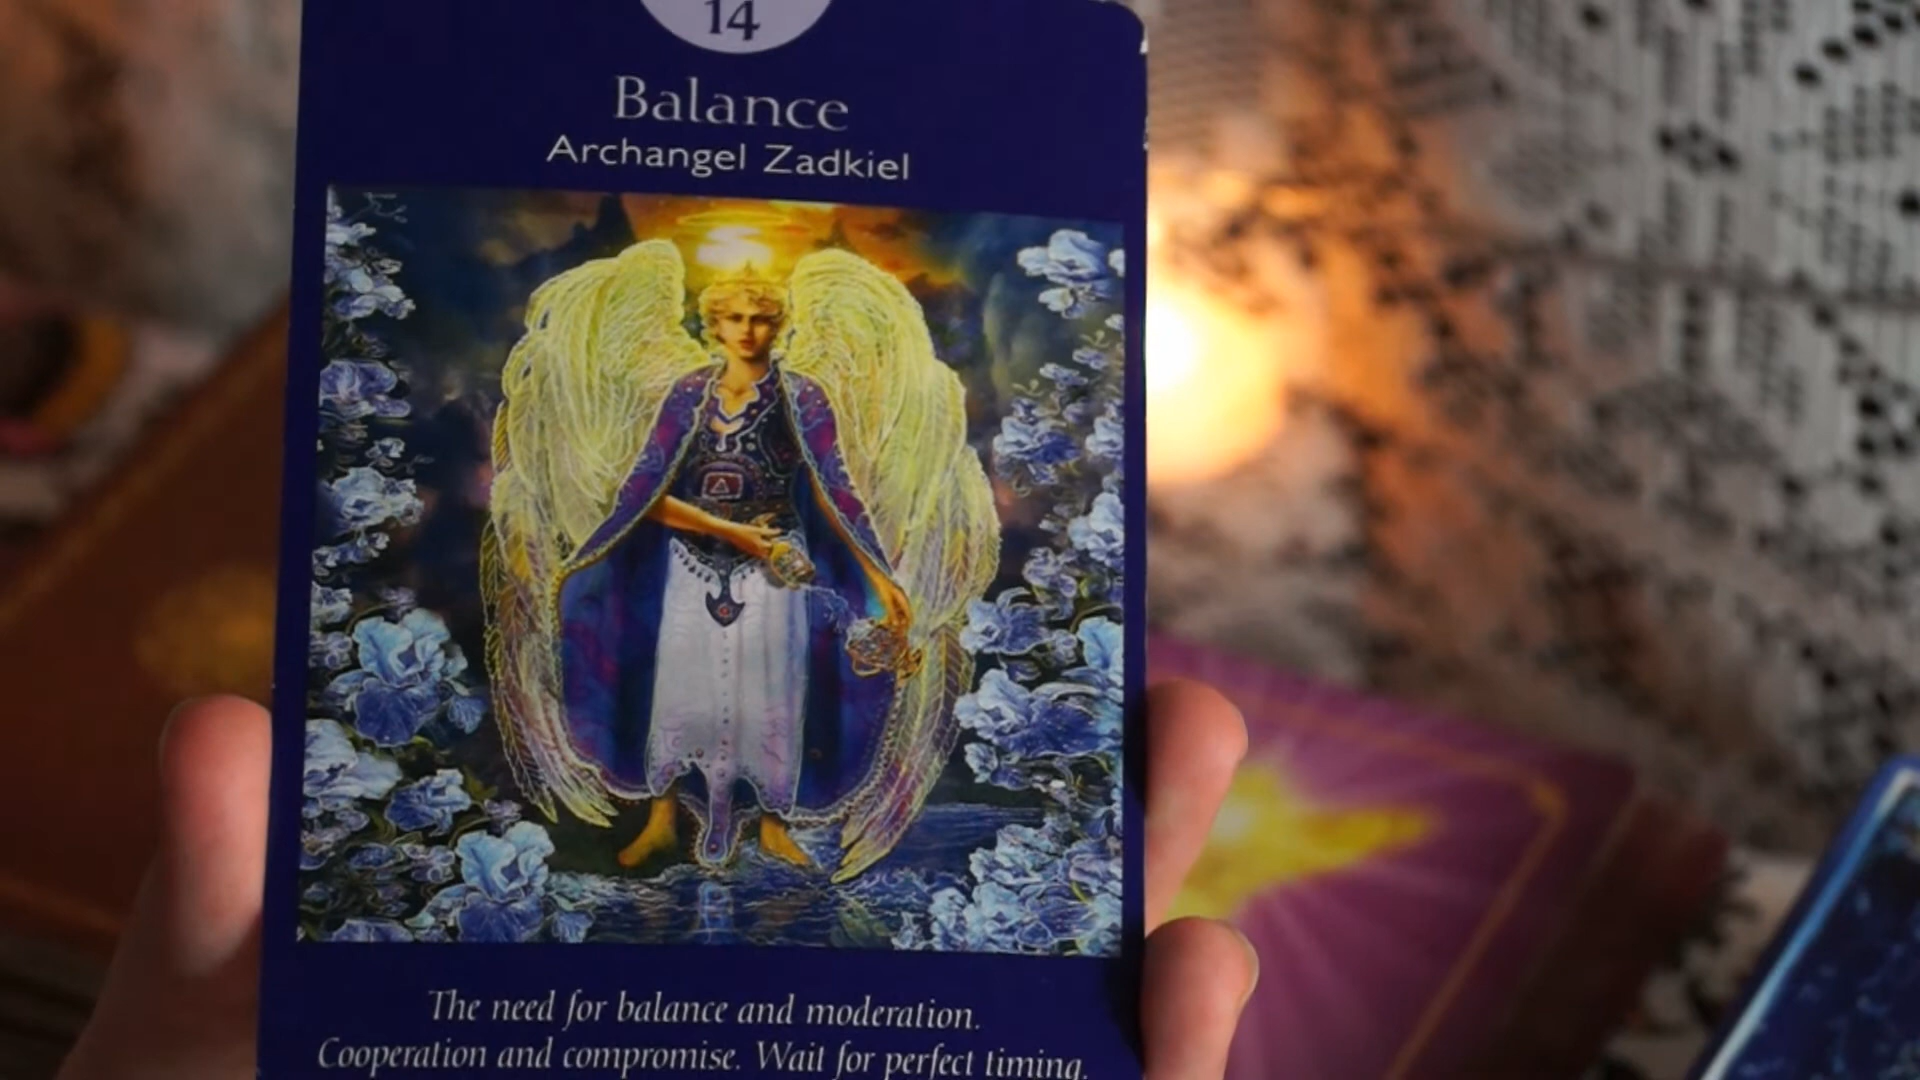 14
Balance
Archangel Zadkiel
The need for balance and moderation.
Cooperation and compromise. Wait for perfect timing.